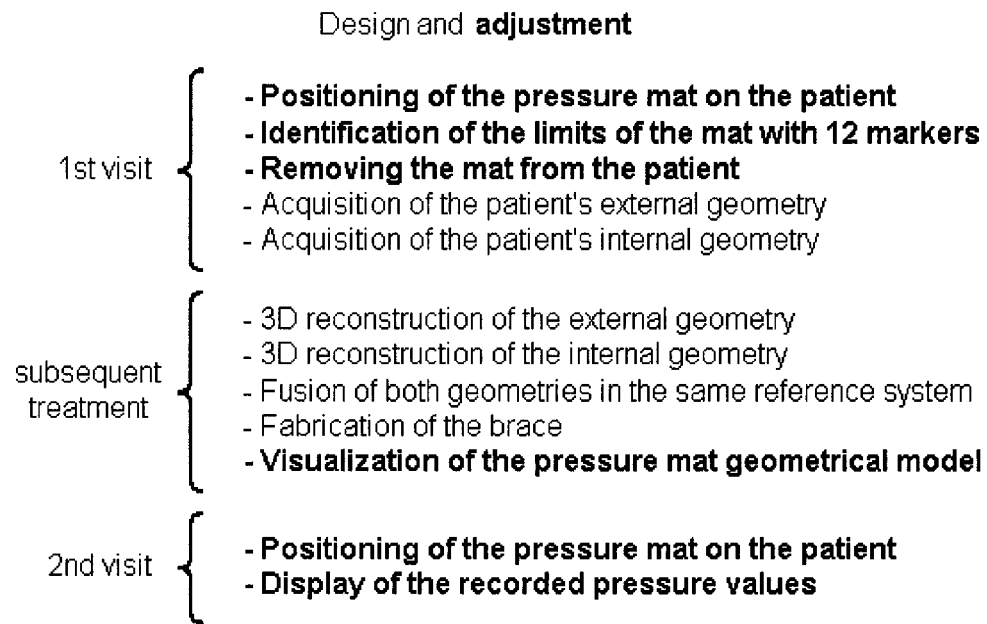 Design and adjustment
1st visit
- Positioning of the pressure mat on the patient
- Identification of the limits of the mat with 12 markers
- Removing the mat from the patient
- Acquisition of the patient's external geometry
- Acquisition of the patient's internal geometry
subsequent
treatment
- 3D reconstruction of the external geometry
- 3D reconstruction of the internal geometry
- Fusion of both geometries in the same reference system
- Fabrication of the brace
- Visualization of the pressure mat geometrical model
2nd visit
- Positioning of the pressure mat on the patient
- Display of the recorded pressure values